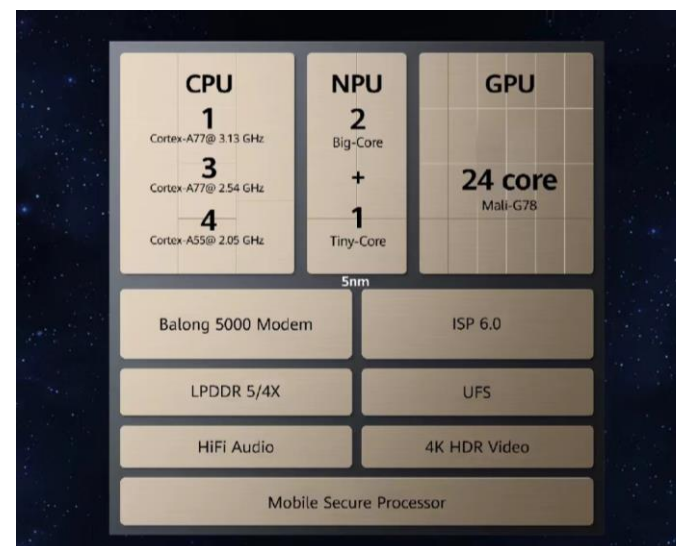 CPU
1
Cortex-A77@ 3.13 GHz
3
Cortex-A77@ 2.54 GHz
4
Cortex-A55@ 2.05 GHz
NPU
2
Big-Core
+
1
Tiny-Core
GPU
24 core
Mali-G78
5nm
Balong 5000 Modem
ISP 6.0
LPDDR 5/4X
UFS
HiFi Audio
4K HDR Video
Mobile Secure Processor